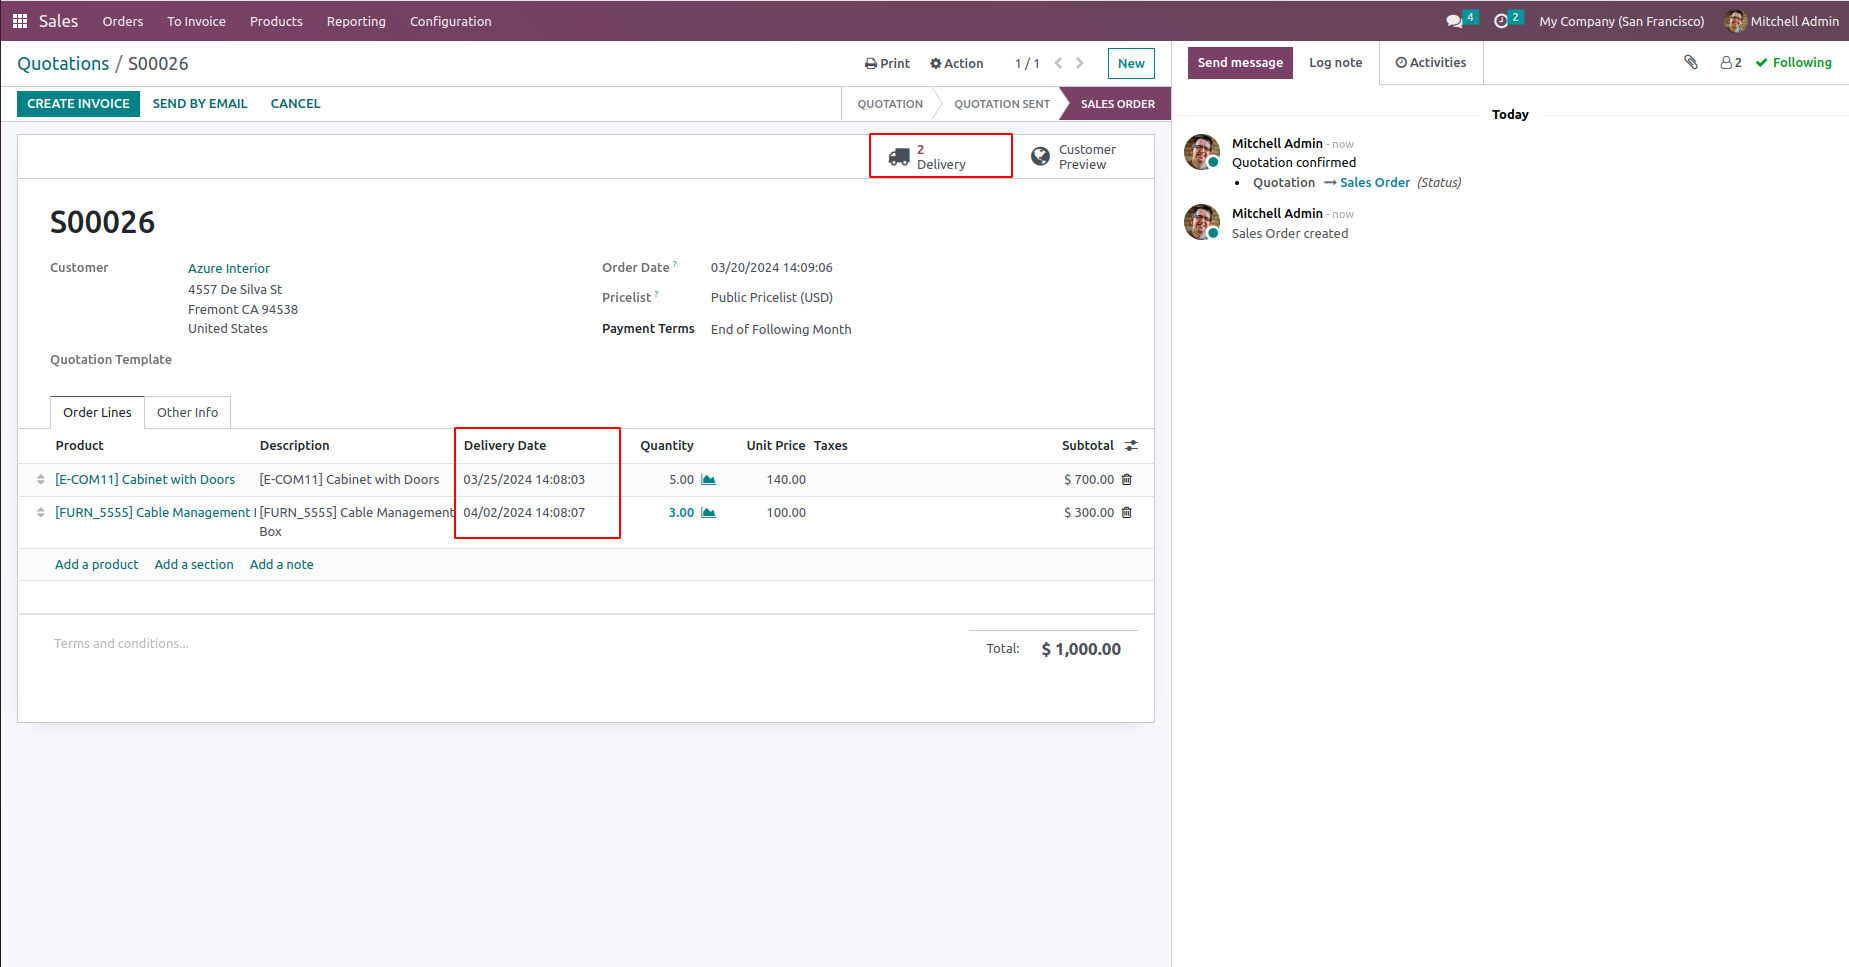 Sales Orders To Invoice Products Reporting Configuration 4 2 My Company (San Francisco) Mitchell Admin
Quotations / S00026 Print Action 1 / 1 New
CREATE INVOICE SEND BY EMAIL CANCEL QUOTATION QUOTATION SENT SALES ORDER
2
Delivery
Customer
Preview
S00026
Customer Azure Interior
4557 De Silva St
Fremont CA 94538
United States
Quotation Template
Order Date ? 03/20/2024 14:09:06
Pricelist ? Public Pricelist (USD)
Payment Terms End of Following Month
Order Lines Other Info
Product Description Delivery Date Quantity Unit Price Taxes Subtotal
[E-COM11] Cabinet with Doors [E-COM11] Cabinet with Doors 03/25/2024 14:08:03 5.00 140.00 $ 700.00
[FURN_5555] Cable Management [FURN_5555] Cable Management 04/02/2024 14:08:07 3.00 100.00 $ 300.00
Box
Add a product Add a section Add a note
Terms and conditions...
Total: $ 1,000.00
Send message Log note Activities 2 Following
Today
Mitchell Admin - now
Quotation confirmed
• Quotation → Sales Order (Status)
Mitchell Admin - now
Sales Order created